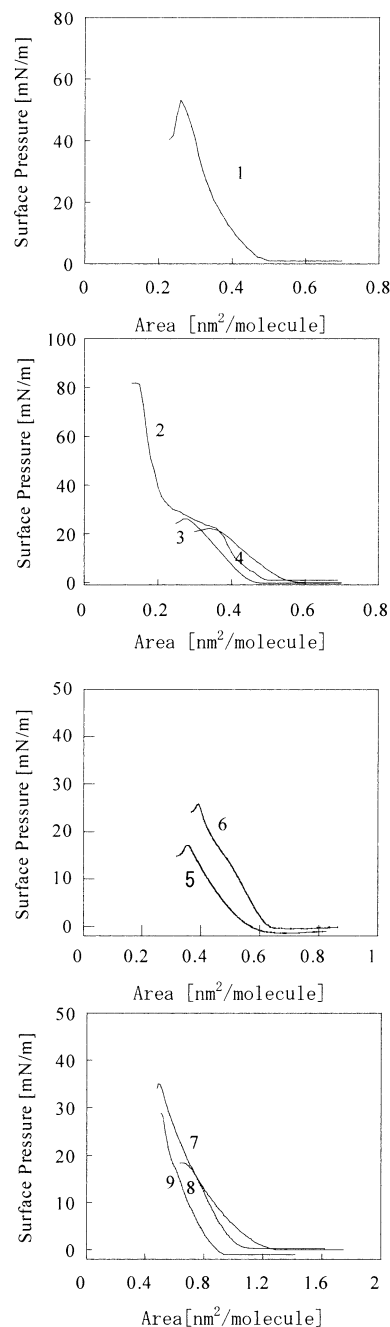 80
60
40
20
0
Surface Pressure [mN/m]
1
0 0.2 0.4 0.6 0.8
Area [nm²/molecule]
100
80
60
40
20
0
Surface Pressure [mN/m]
2
3
4
0 0.2 0.4 0.6 0.8
Area [nm²/molecule]
50
40
30
20
10
0
Surface Pressure [mN/m]
6
5
0 0.2 0.4 0.6 0.8 1
Area [nm²/molecule]
50
40
30
20
10
0
Surface Pressure [mN/m]
7
9 8
0 0.4 0.8 1.2 1.6 2
Area[nm²/molecule]